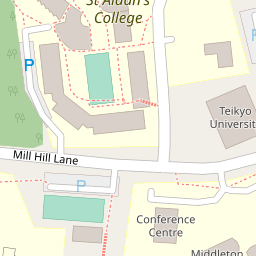 St Aidan's
College
P
Teikyo
University
Mill Hill Lane
P
Conference
Centre
Middleton